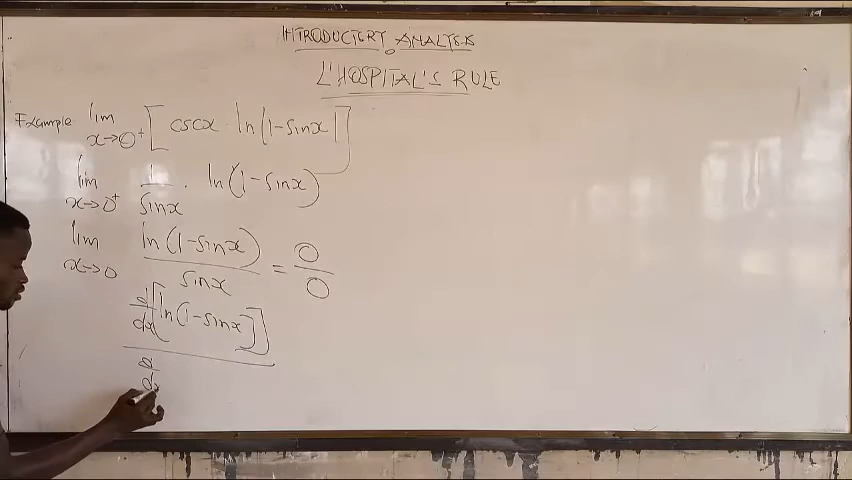 INTRODUCTORY ANALYSIS
L'HOSPITAL'S RULE
Example lim x→0⁺ [cscx · ln|1-sinx|]
lim x→0⁺ 1/sinx · ln(1-sinx)
lim x→0 ln(1-sinx)/sinx = 0/0
d/dx [ln(1-sinx)]
d/dx